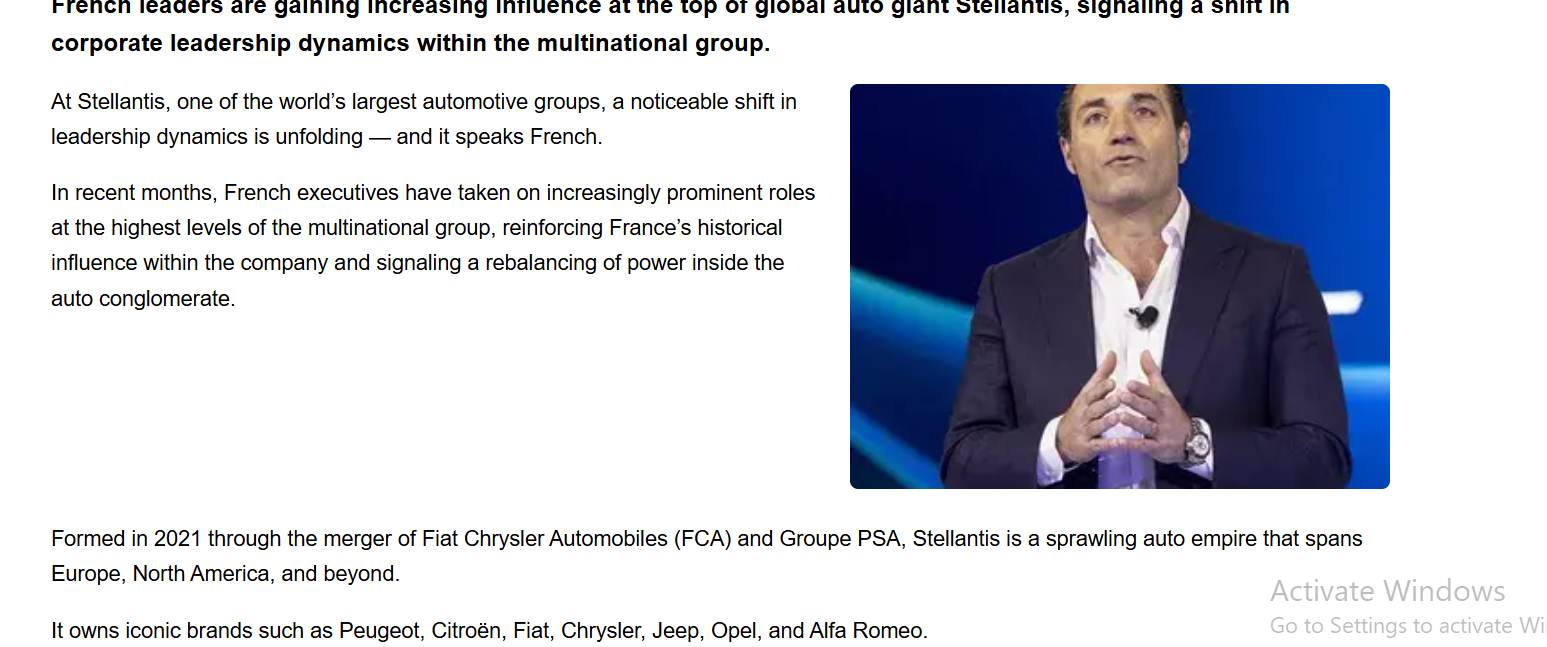 French leaders are gaining increasing influence at the top of global auto giant Stellantis, signaling a shift in
corporate leadership dynamics within the multinational group.
At Stellantis, one of the world’s largest automotive groups, a noticeable shift in
leadership dynamics is unfolding — and it speaks French.
In recent months, French executives have taken on increasingly prominent roles
at the highest levels of the multinational group, reinforcing France’s historical
influence within the company and signaling a rebalancing of power inside the
auto conglomerate.
Formed in 2021 through the merger of Fiat Chrysler Automobiles (FCA) and Groupe PSA, Stellantis is a sprawling auto empire that spans
Europe, North America, and beyond.
It owns iconic brands such as Peugeot, Citroën, Fiat, Chrysler, Jeep, Opel, and Alfa Romeo.
Activate Windows
Go to Settings to activate Wi